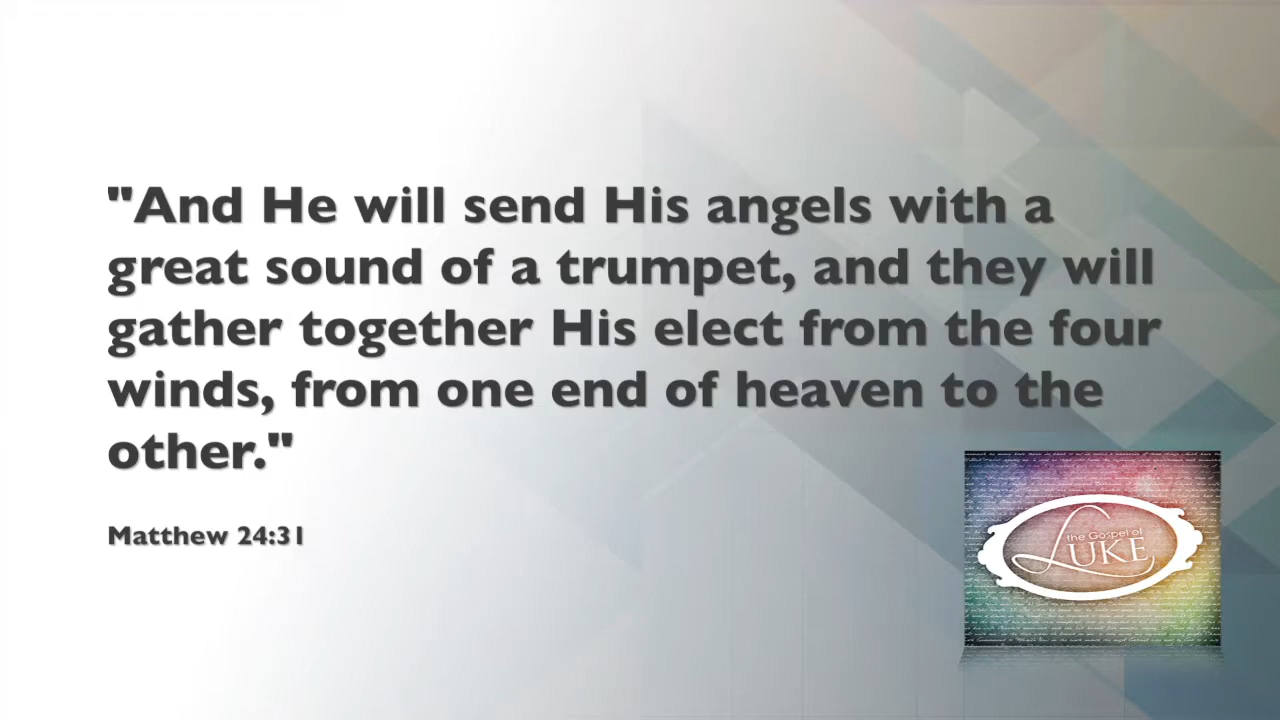 "And He will send His angels with a
great sound of a trumpet, and they will
gather together His elect from the four
winds, from one end of heaven to the
other."
Matthew 24:31
the Gospel of
LUKE